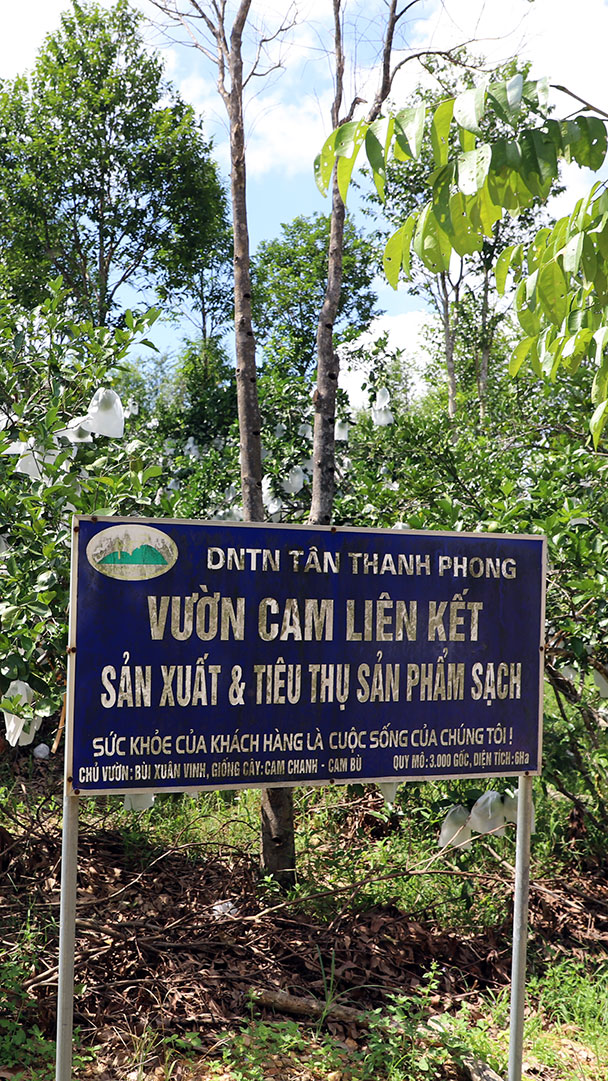 DNTN TÂN THANH PHONG
VƯỜN CAM LIÊN KẾT
SẢN XUẤT & TIÊU THỤ SẢN PHẨM SẠCH
SỨC KHỎE CỦA KHÁCH HÀNG LÀ CUỘC SỐNG CỦA CHÚNG TÔI !
CHỦ VƯỜN: BÙI XUÂN VINH, GIỐNG CÂY: CAM CHANH - CAM BÙ QUY MÔ: 3.000 GỐC, DIỆN TÍCH: 6Ha